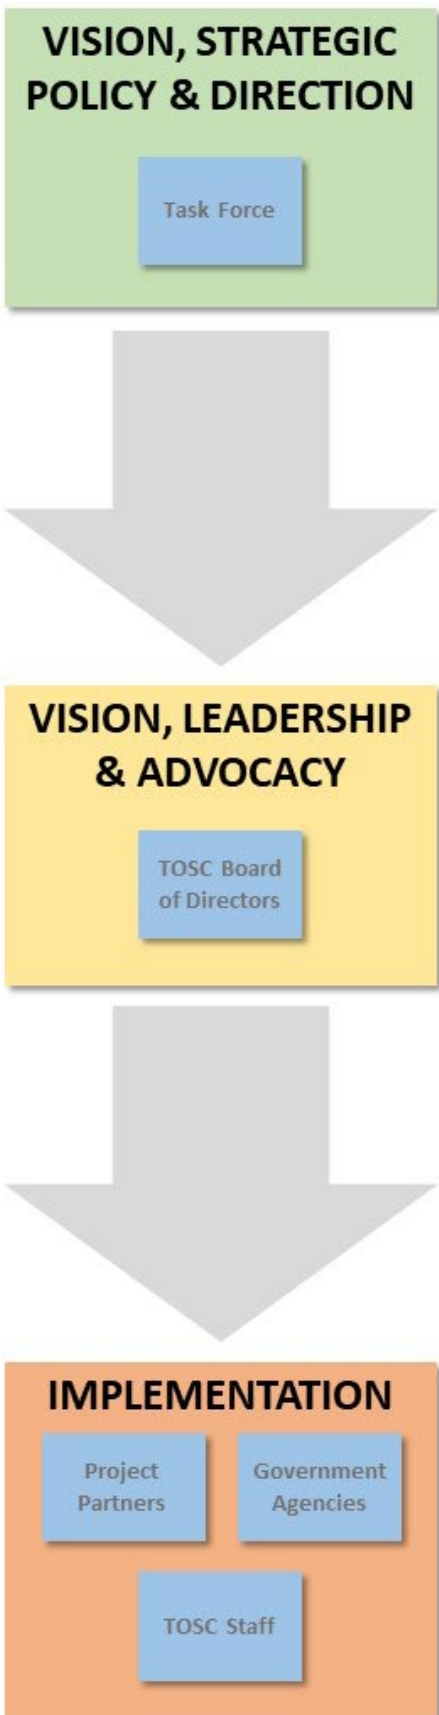 VISION, STRATEGIC
POLICY & DIRECTION
Task Force
VISION, LEADERSHIP
& ADVOCACY
TOSC Board
of Directors
IMPLEMENTATION
Project
Partners
Government
Agencies
TOSC Staff